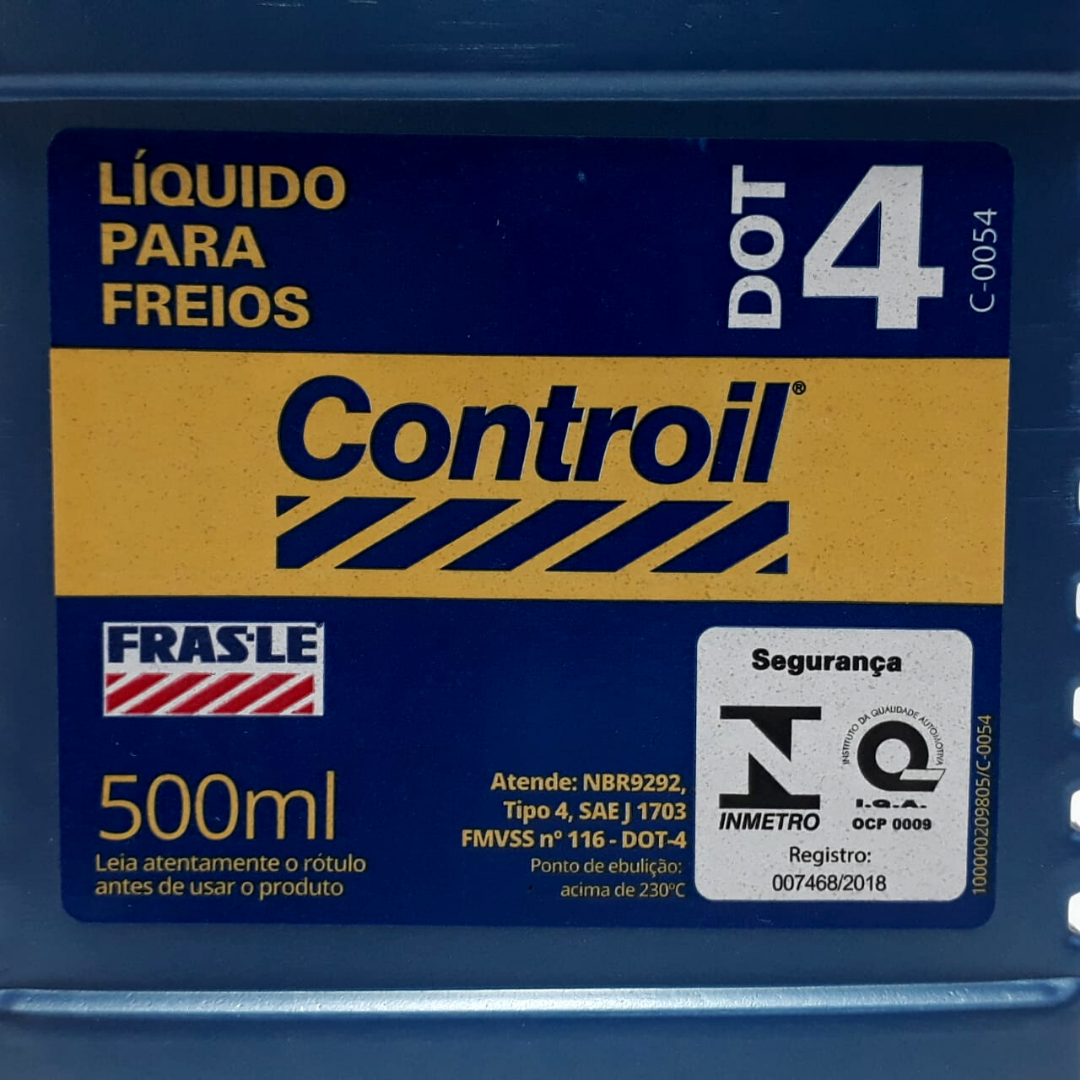 LÍQUIDO
PARA
FREIOS
DOT
4
C-0054
Controil®
FRAS-LE
500ml
Leia atentamente o rótulo
antes de usar o produto
Atende: NBR9292,
Tipo 4, SAE J 1703
FMVSS nº 116 - DOT-4
Ponto de ebulição:
acima de 230ºC
Segurança
INMETRO
INSTITUTO DA QUALIDADE AUTOMOTIVA
I.Q.A.
OCP 0009
Registro:
007468/2018
100000209805/C-0054